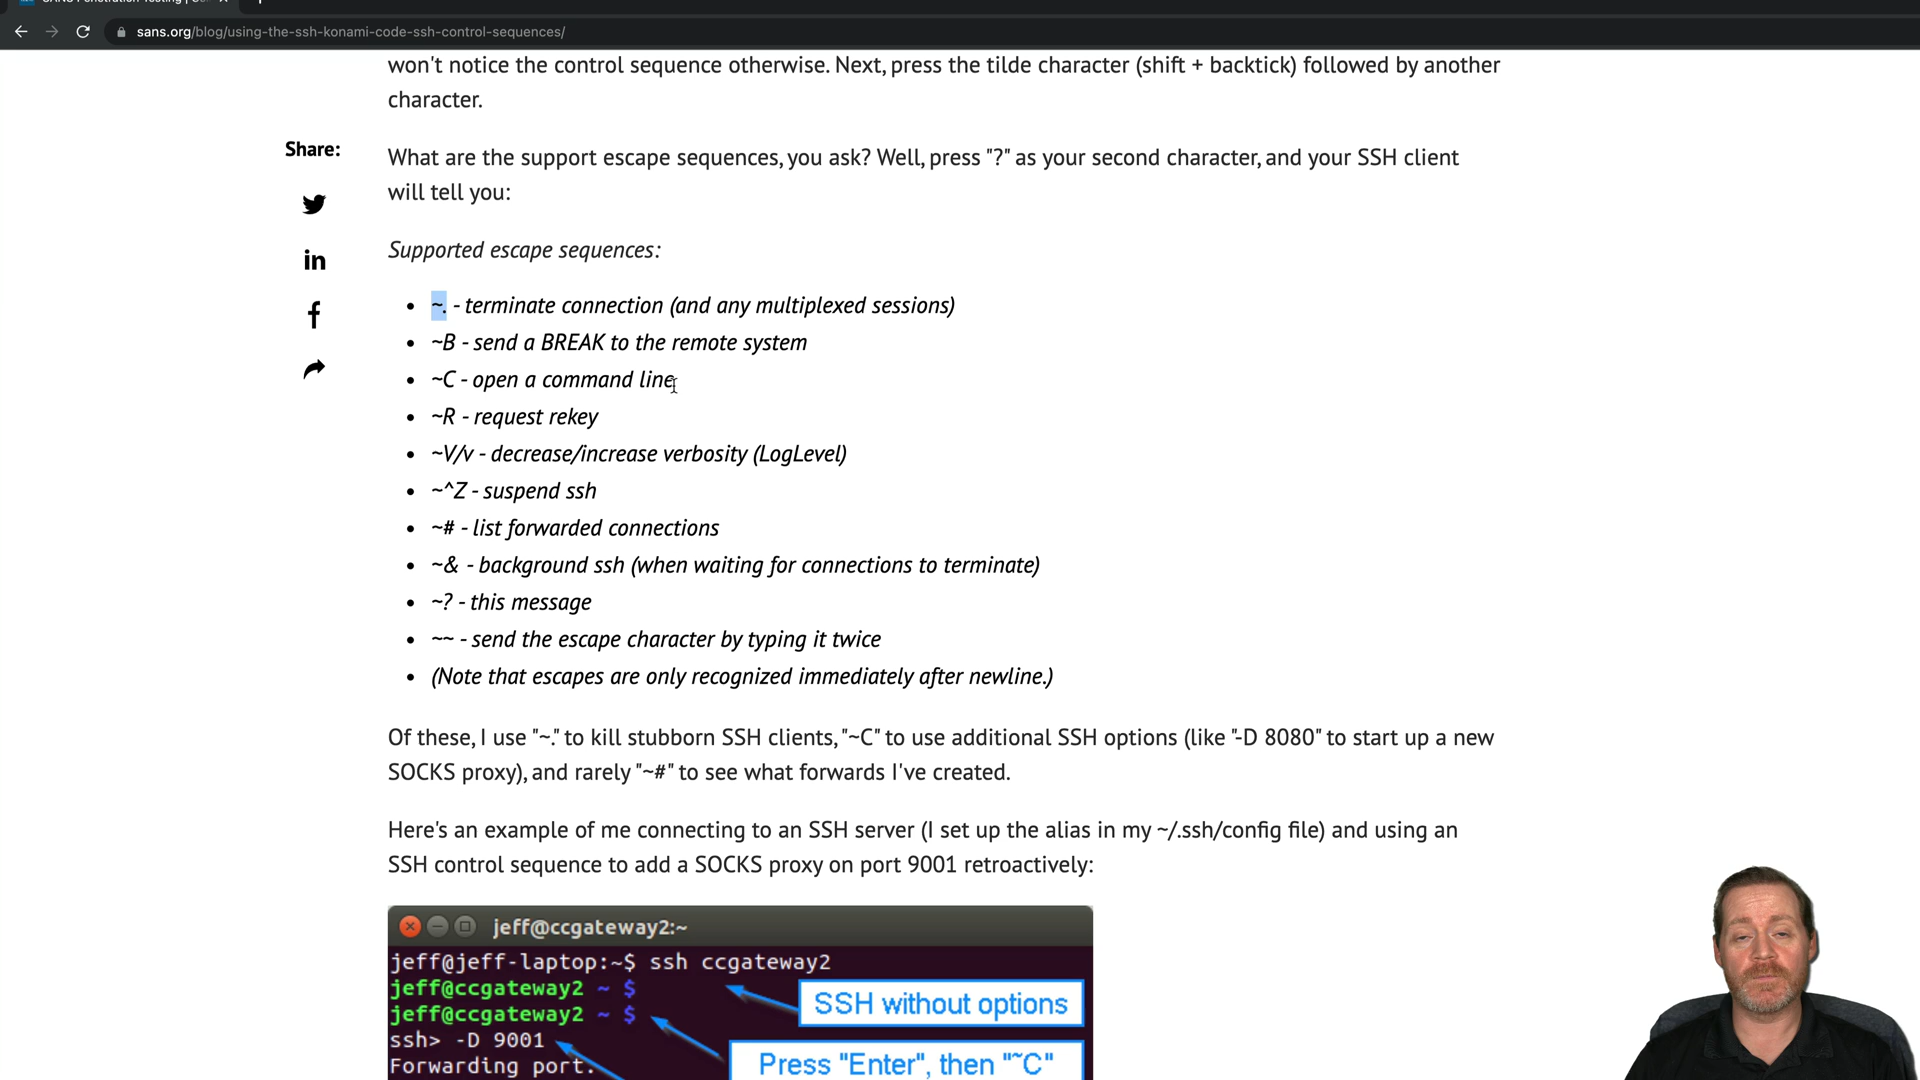 sans.org/blog/using-the-ssh-konami-code-ssh-control-sequences/
won't notice the control sequence otherwise. Next, press the tilde character (shift + backtick) followed by another
character.
Share:
What are the support escape sequences, you ask? Well, press "?" as your second character, and your SSH client
will tell you:
Supported escape sequences:
• ~. - terminate connection (and any multiplexed sessions)
• ~B - send a BREAK to the remote system
• ~C - open a command line
• ~R - request rekey
• ~V/v - decrease/increase verbosity (LogLevel)
• ~^Z - suspend ssh
• ~# - list forwarded connections
• ~& - background ssh (when waiting for connections to terminate)
• ~? - this message
• ~~ - send the escape character by typing it twice
• (Note that escapes are only recognized immediately after newline.)
Of these, I use "~." to kill stubborn SSH clients, "~C" to use additional SSH options (like "-D 8080" to start up a new
SOCKS proxy), and rarely "~#" to see what forwards I've created.
Here's an example of me connecting to an SSH server (I set up the alias in my ~/.ssh/config file) and using an
SSH control sequence to add a SOCKS proxy on port 9001 retroactively:
jeff@ccgateway2:~
jeff@jeff-laptop:~$ ssh ccgateway2
jeff@ccgateway2 ~ $
SSH without options
jeff@ccgateway2 ~ $
ssh> -D 9001
Press "Enter", then "~C"
Forwarding port.